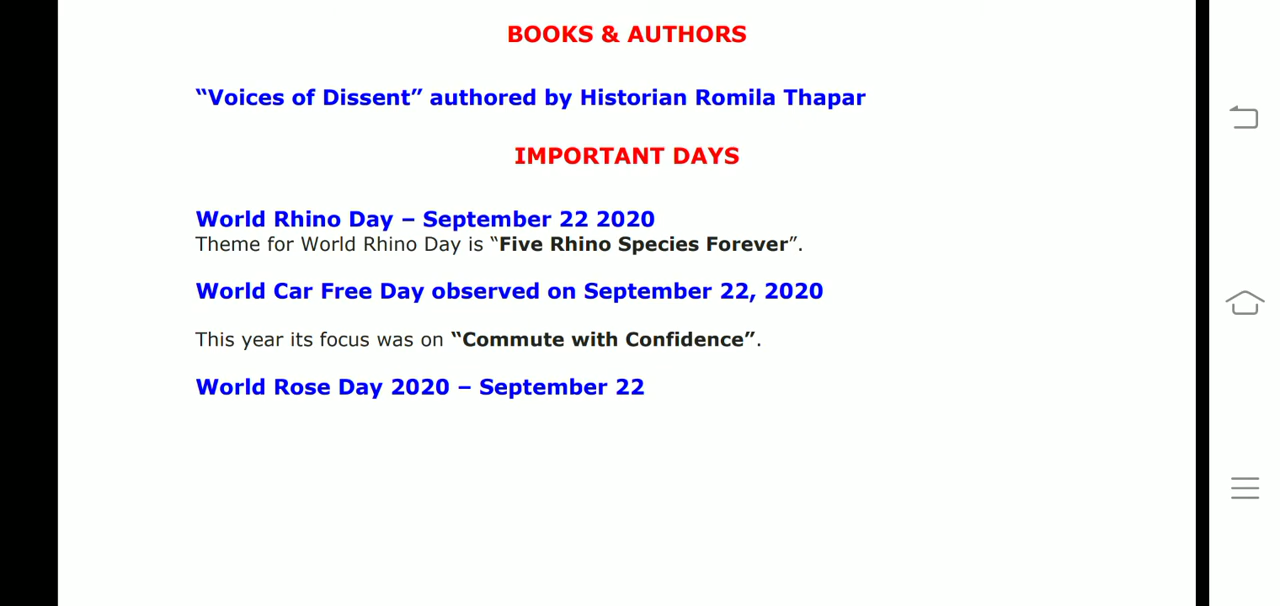 BOOKS & AUTHORS
“Voices of Dissent” authored by Historian Romila Thapar
IMPORTANT DAYS
World Rhino Day – September 22 2020
Theme for World Rhino Day is “Five Rhino Species Forever”.
World Car Free Day observed on September 22, 2020
This year its focus was on “Commute with Confidence”.
World Rose Day 2020 – September 22